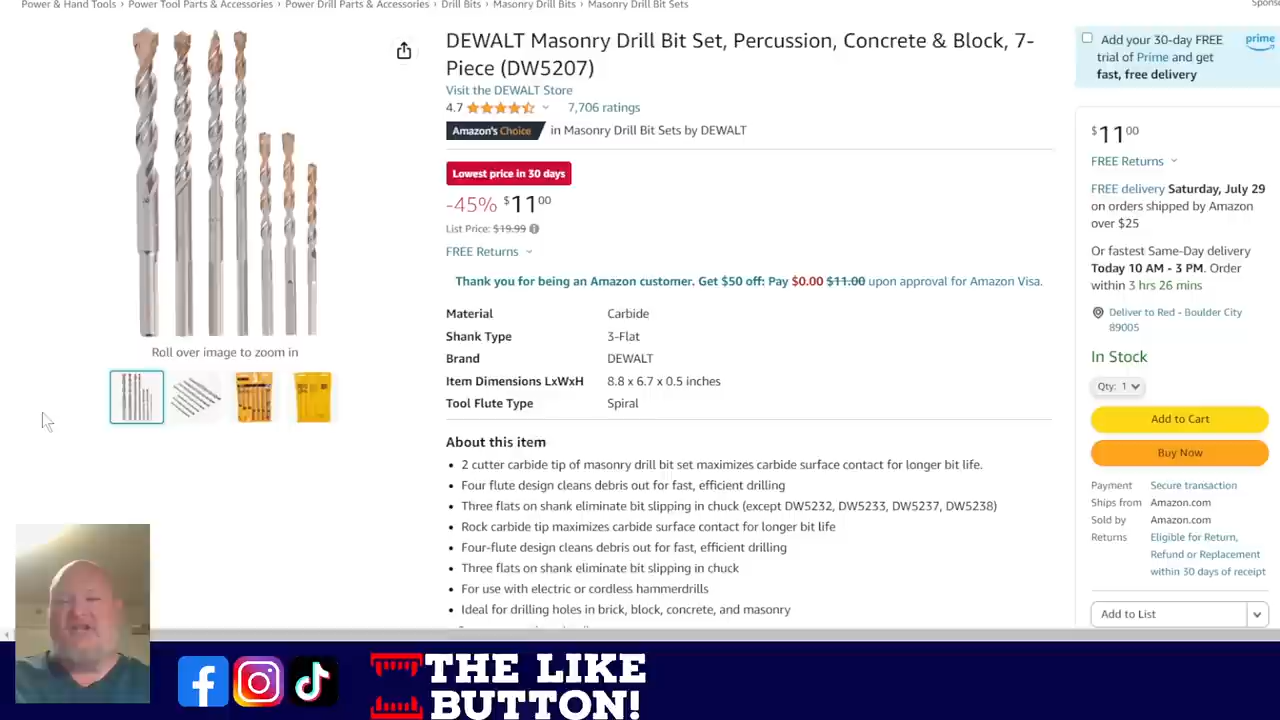 Power & Hand Tools › Power Tool Parts & Accessories › Power Drill Parts & Accessories › Drill Bits › Masonry Drill Bits › Masonry Drill Bit Sets
DEWALT Masonry Drill Bit Set, Percussion, Concrete & Block, 7-
Piece (DW5207)
Visit the DEWALT Store
4.7
7,706 ratings
Amazon's Choice in Masonry Drill Bit Sets by DEWALT
Lowest price in 30 days
-45% $11 00
List Price: $19.99
FREE Returns
Thank you for being an Amazon customer. Get $50 off: Pay $0.00 $11.00 upon approval for Amazon Visa.
Material Carbide
Shank Type 3-Flat
Brand DEWALT
Item Dimensions LxWxH 8.8 x 6.7 x 0.5 inches
Tool Flute Type Spiral
About this item
• 2 cutter carbide tip of masonry drill bit set maximizes carbide surface contact for longer bit life.
• Four flute design cleans debris out for fast, efficient drilling
• Three flats on shank eliminate bit slipping in chuck (except DW5232, DW5233, DW5237, DW5238)
• Rock carbide tip maximizes carbide surface contact for longer bit life
• Four-flute design cleans debris out for fast, efficient drilling
• Three flats on shank eliminate bit slipping in chuck
• For use with electric or cordless hammerdrills
• Ideal for drilling holes in brick, block, concrete, and masonry
Roll over image to zoom in
Add your 30-day FREE
trial of Prime and get
fast, free delivery
prime
$11 00
FREE Returns
FREE delivery Saturday, July 29
on orders shipped by Amazon
over $25
Or fastest Same-Day delivery
Today 10 AM - 3 PM. Order
within 3 hrs 26 mins
Deliver to Red - Boulder City
89005
In Stock
Qty: 1
Add to Cart
Buy Now
Payment Secure transaction
Ships from Amazon.com
Sold by Amazon.com
Returns Eligible for Return,
Refund or Replacement
within 30 days of receipt
Add to List
THE LIKE
BUTTON!